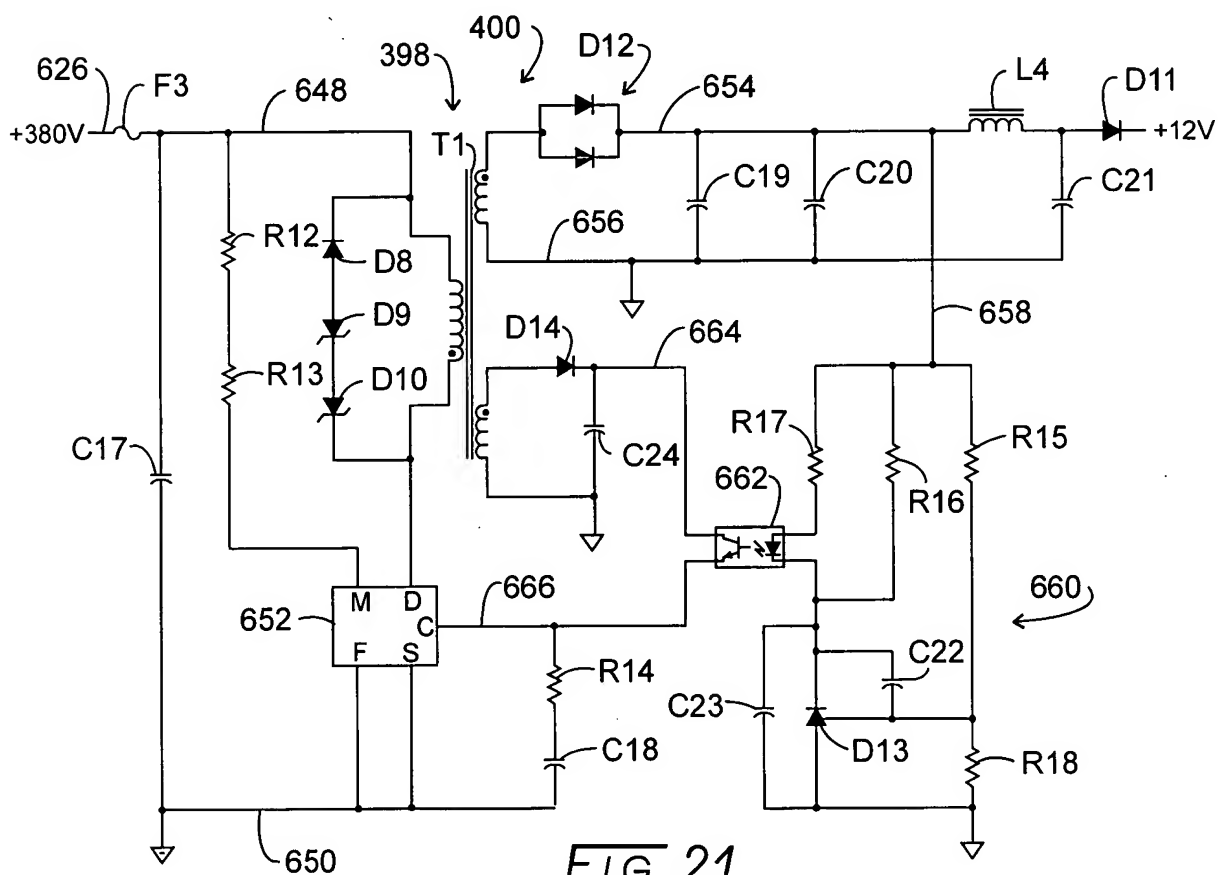 400
D12
398
626
F3
648
654
L4
D11
+380V
T1
+12V
C19
C20
C21
R12
656
D8
D9
D14
664
658
R13
D10
C17
C24
R17
R15
662
R16
652
M
D
C
666
660
F
S
R14
C22
C23
C18
D13
R18
650
FIG. 21